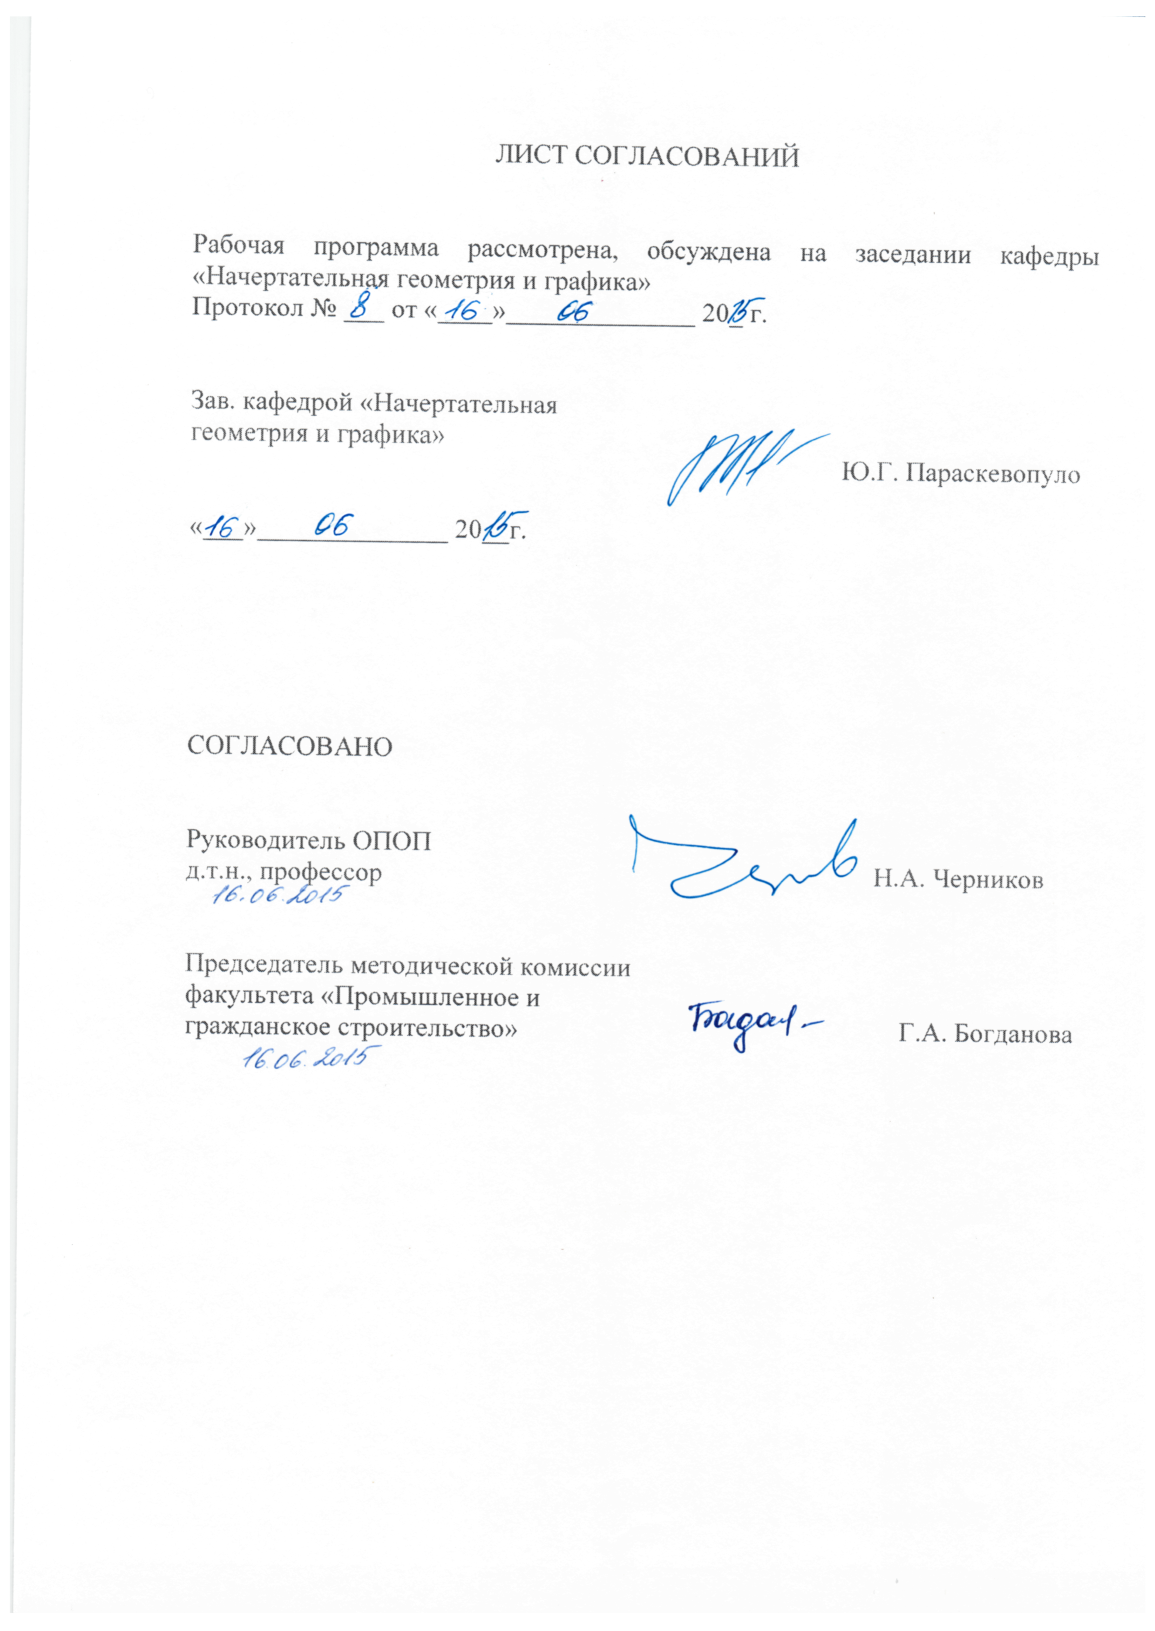 ЛИСТ СОГЛАСОВАНИЙ
Рабочая программа рассмотрена, обсуждена на заседании кафедры
«Начертательная геометрия и графика»
Протокол № 8 от «16» 06 2015 г.
Зав. кафедрой «Начертательная
геометрия и графика»
Ю.Г. Параскевопуло
«16» 06 2015 г.
СОГЛАСОВАНО
Руководитель ОПОП
д.т.н., профессор
Н.А. Черников
16.06.2015
Председатель методической комиссии
факультета «Промышленное и
гражданское строительство»
Г.А. Богданова
16.06.2015